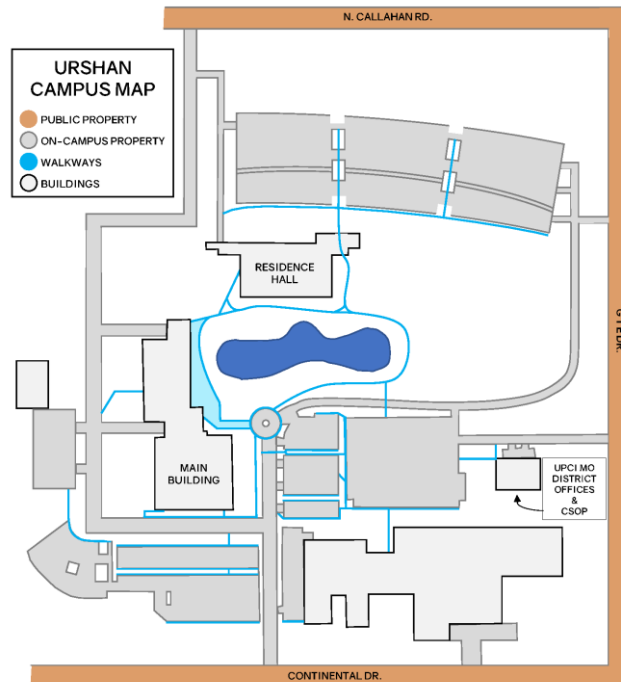 N. CALLAHAN RD.
URSHAN
CAMPUS MAP
PUBLIC PROPERTY
ON-CAMPUS PROPERTY
WALKWAYS
BUILDINGS
RESIDENCE
HALL
MAIN
BUILDING
UPCI MO
DISTRICT
OFFICES
&
CSOP
CONTINENTAL DR.